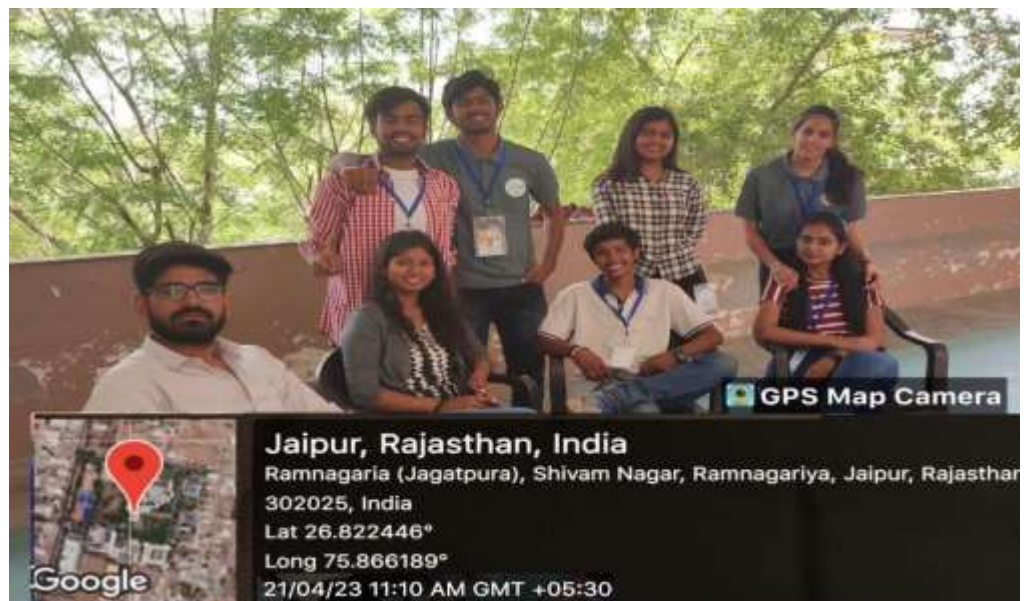 GPS Map Camera
Jaipur, Rajasthan, India
Ramnagaria (Jagatpura), Shivam Nagar, Ramnagariya, Jaipur, Rajasthan
302025, India
Lat 26.822446°
Long 75.866189°
21/04/23 11:10 AM GMT +05:30
Google